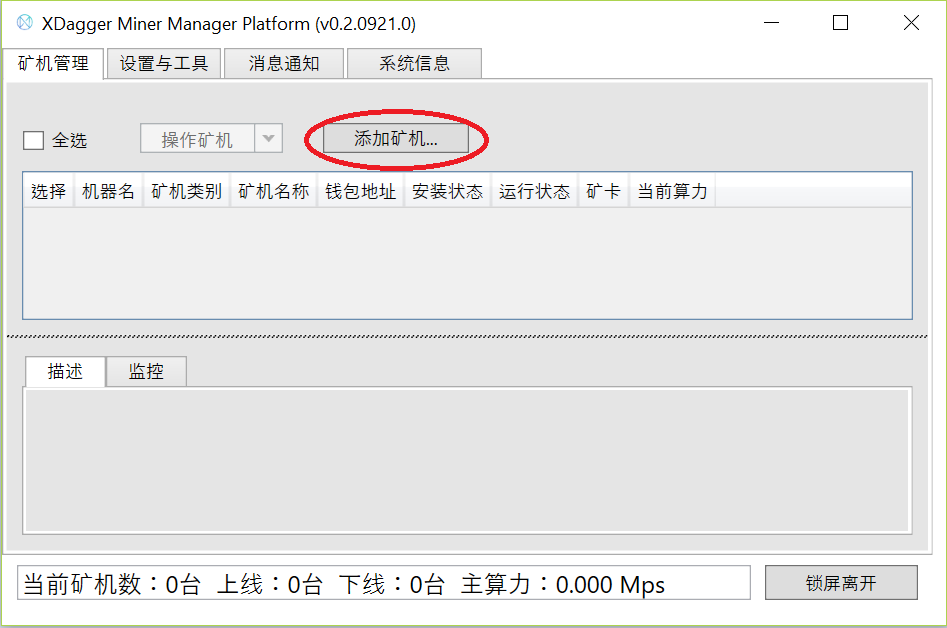 XDagger Miner Manager Platform (v0.2.0921.0)
矿机管理 设置与工具 消息通知 系统信息
全选 操作矿机 添加矿机...
选择 机器名 矿机类别 矿机名称 钱包地址 安装状态 运行状态 矿卡 当前算力
描述 监控
当前矿机数：0台 上线：0台 下线：0台 主算力：0.000 Mps 锁屏离开